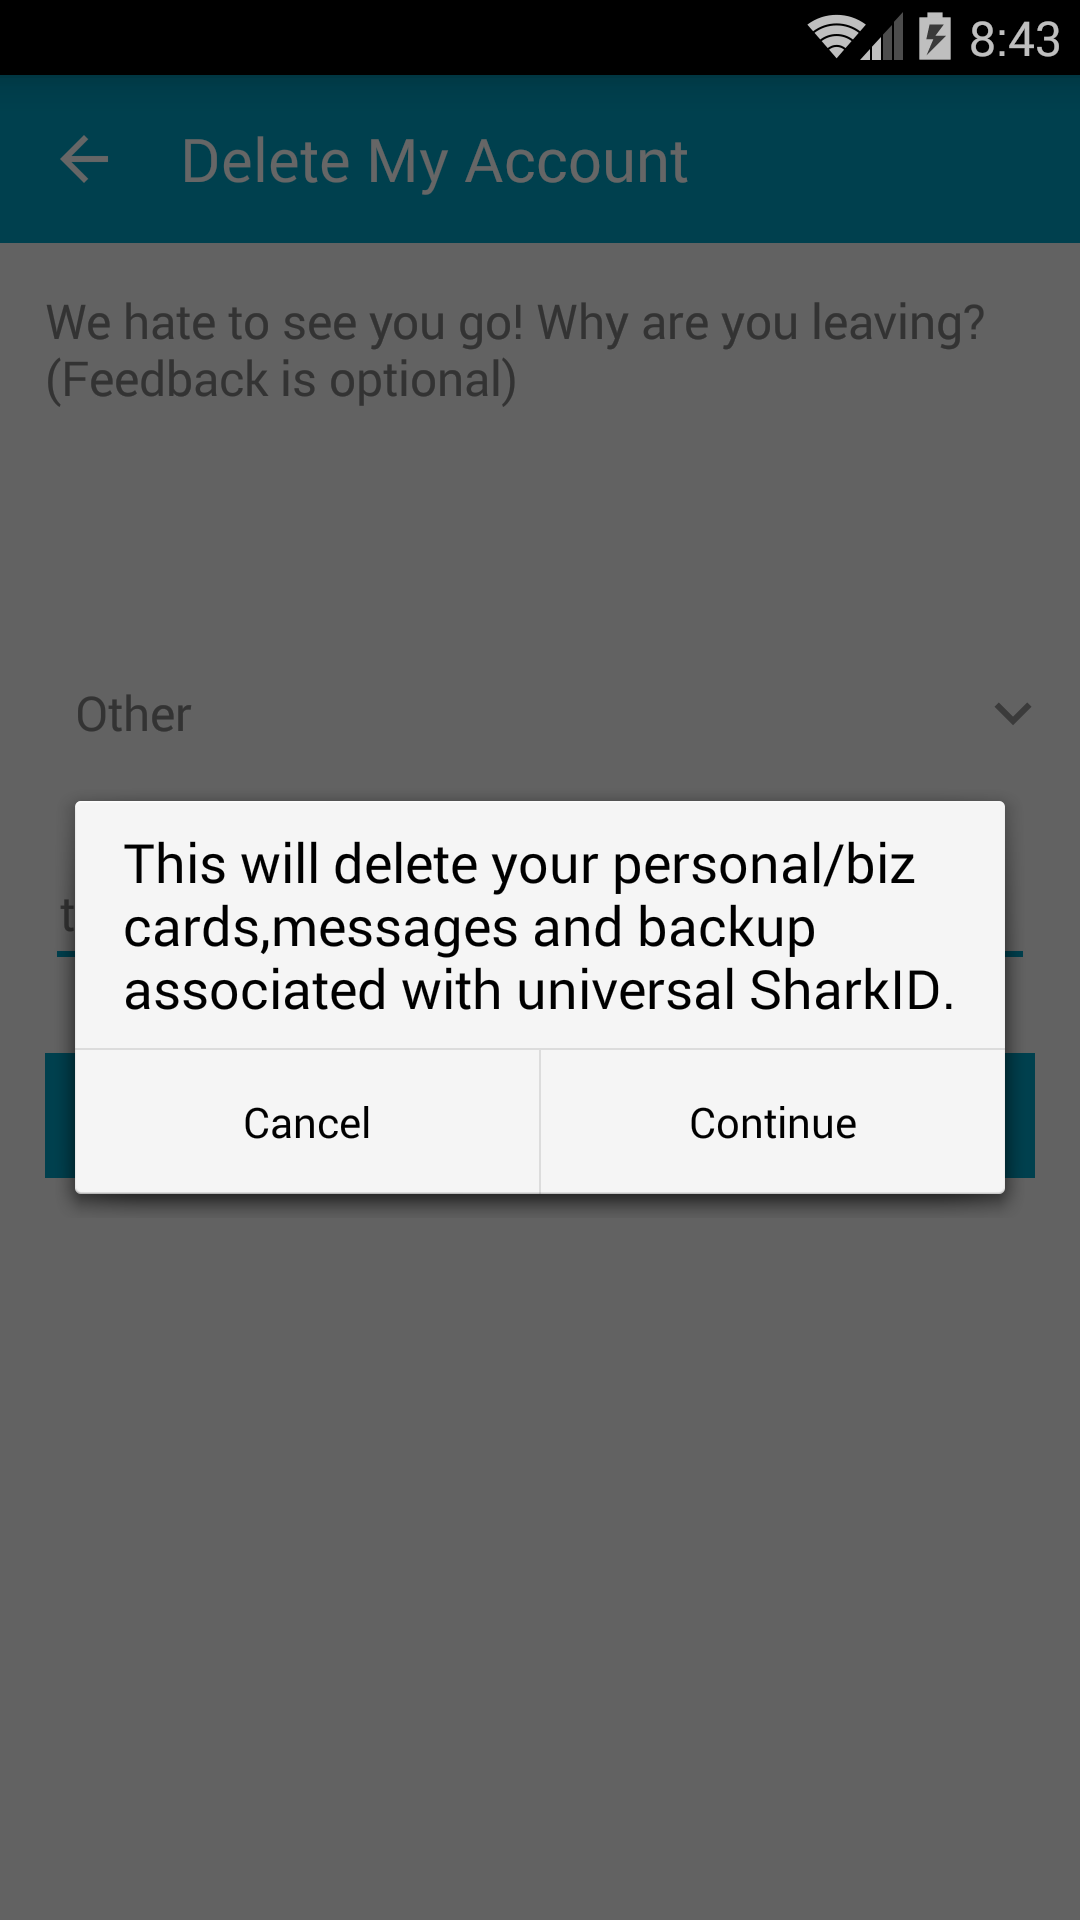 8:43
Delete My Account
We hate to see you go! Why are you leaving?
(Feedback is optional)
Other
This will delete your personal/biz
cards,messages and backup
associated with universal SharkID.
Cancel
Continue